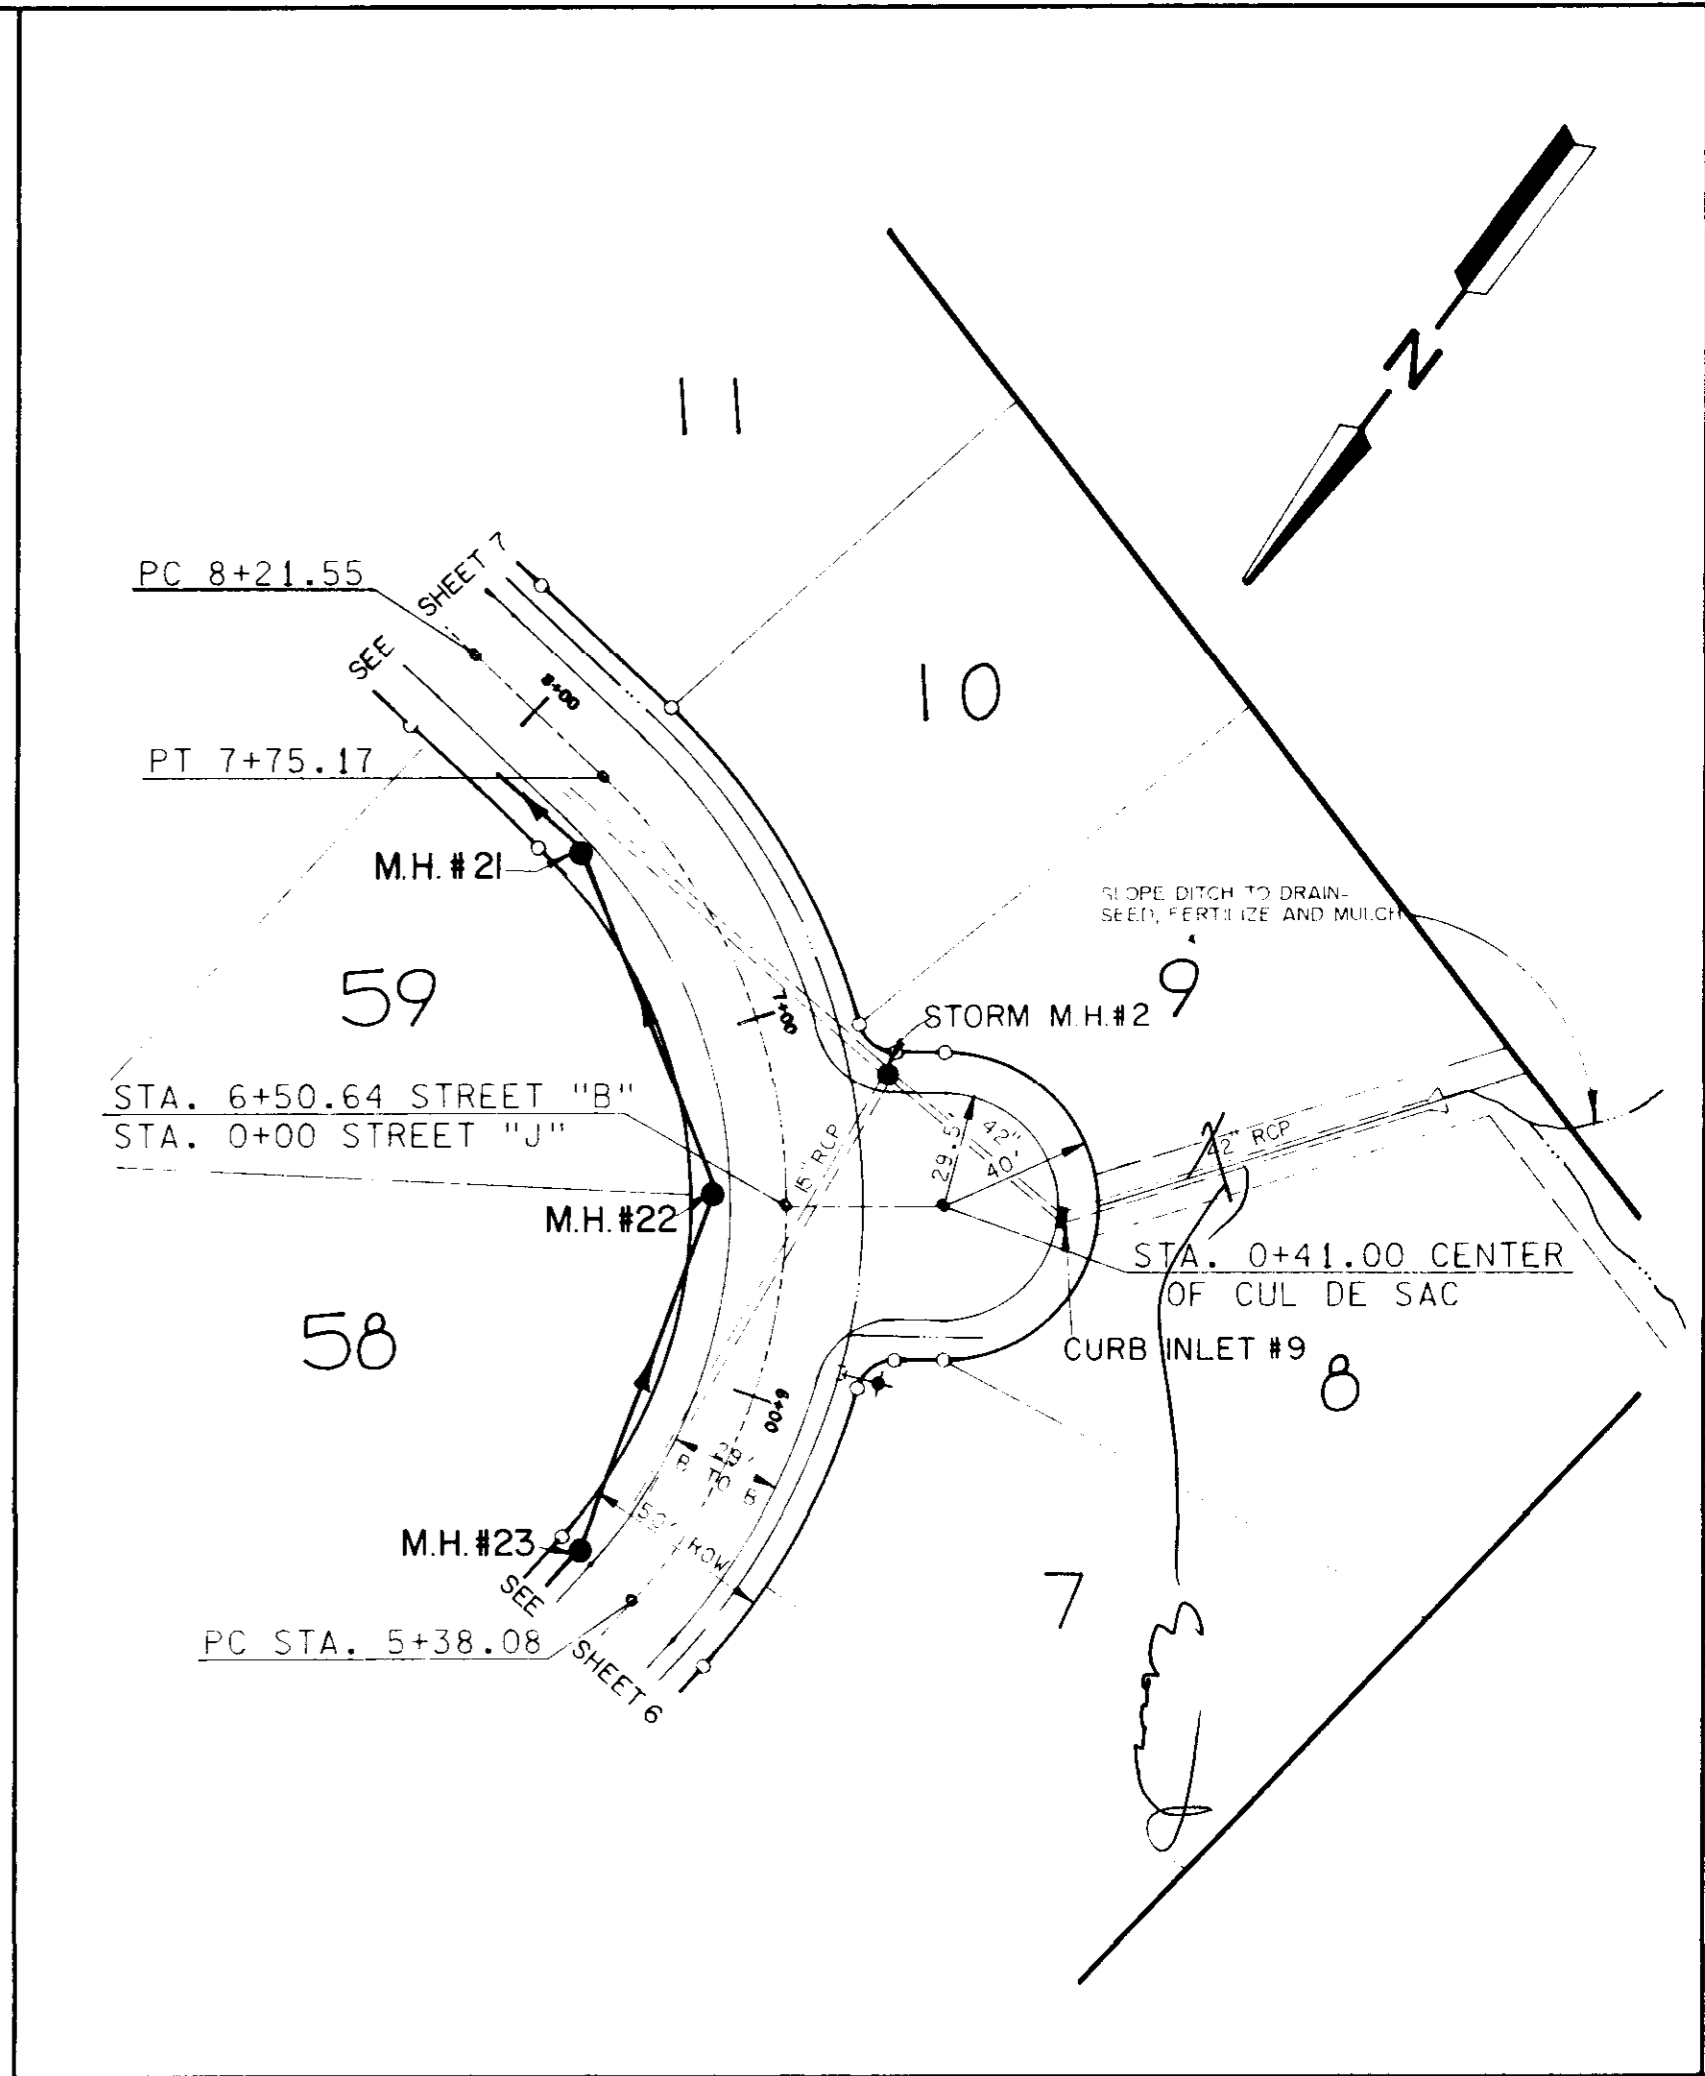 N
11
PC 8+21.55
SEE SHEET 7
8+00
10
PT 7+75.17
M.H. #21
SLOPE DITCH TO DRAIN-
SEED, FERTILIZE AND MULCH
59
9
7+00
STORM M.H.#2
STA. 6+50.64 STREET "B"
STA. 0+00 STREET "J"
15" RCP
29.5'
42"
40'
42" RCP
M.H.#22
STA. 0+41.00 CENTER
OF CUL DE SAC
58
CURB INLET #9
8
6+00
28'
B TO B
50' ROW
M.H.#23
7
PC STA. 5+38.08
SEE SHEET 6